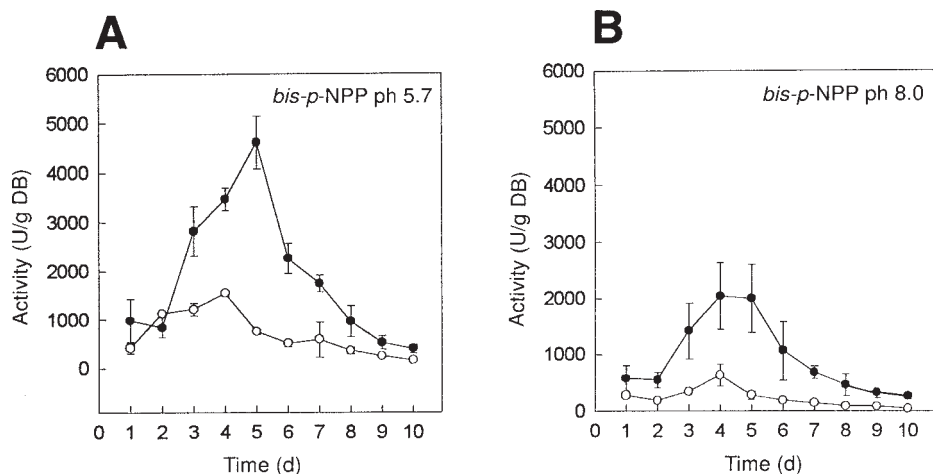 A
bis-p-NPP ph 5.7
Activity (U/g DB)
6000
5000
4000
3000
2000
1000
0
0 1 2 3 4 5 6 7 8 9 10
Time (d)
B
bis-p-NPP ph 8.0
Activity (U/g DB)
6000
5000
4000
3000
2000
1000
0
0 1 2 3 4 5 6 7 8 9 10
Time (d)